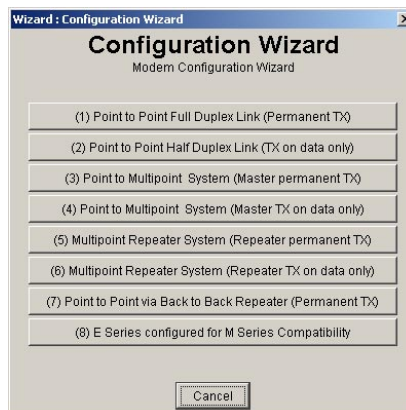 Wizard : Configuration Wizard
Configuration Wizard
Modem Configuration Wizard
(1) Point to Point Full Duplex Link (Permanent TX)
(2) Point to Point Half Duplex Link (TX on data only)
(3) Point to Multipoint System (Master permanent TX)
(4) Point to Multipoint System (Master TX on data only)
(5) Multipoint Repeater System (Repeater permanent TX)
(6) Multipoint Repeater System (Repeater TX on data only)
(7) Point to Point via Back to Back Repeater (Permanent TX)
(8) E Series configured for M Series Compatibility
Cancel